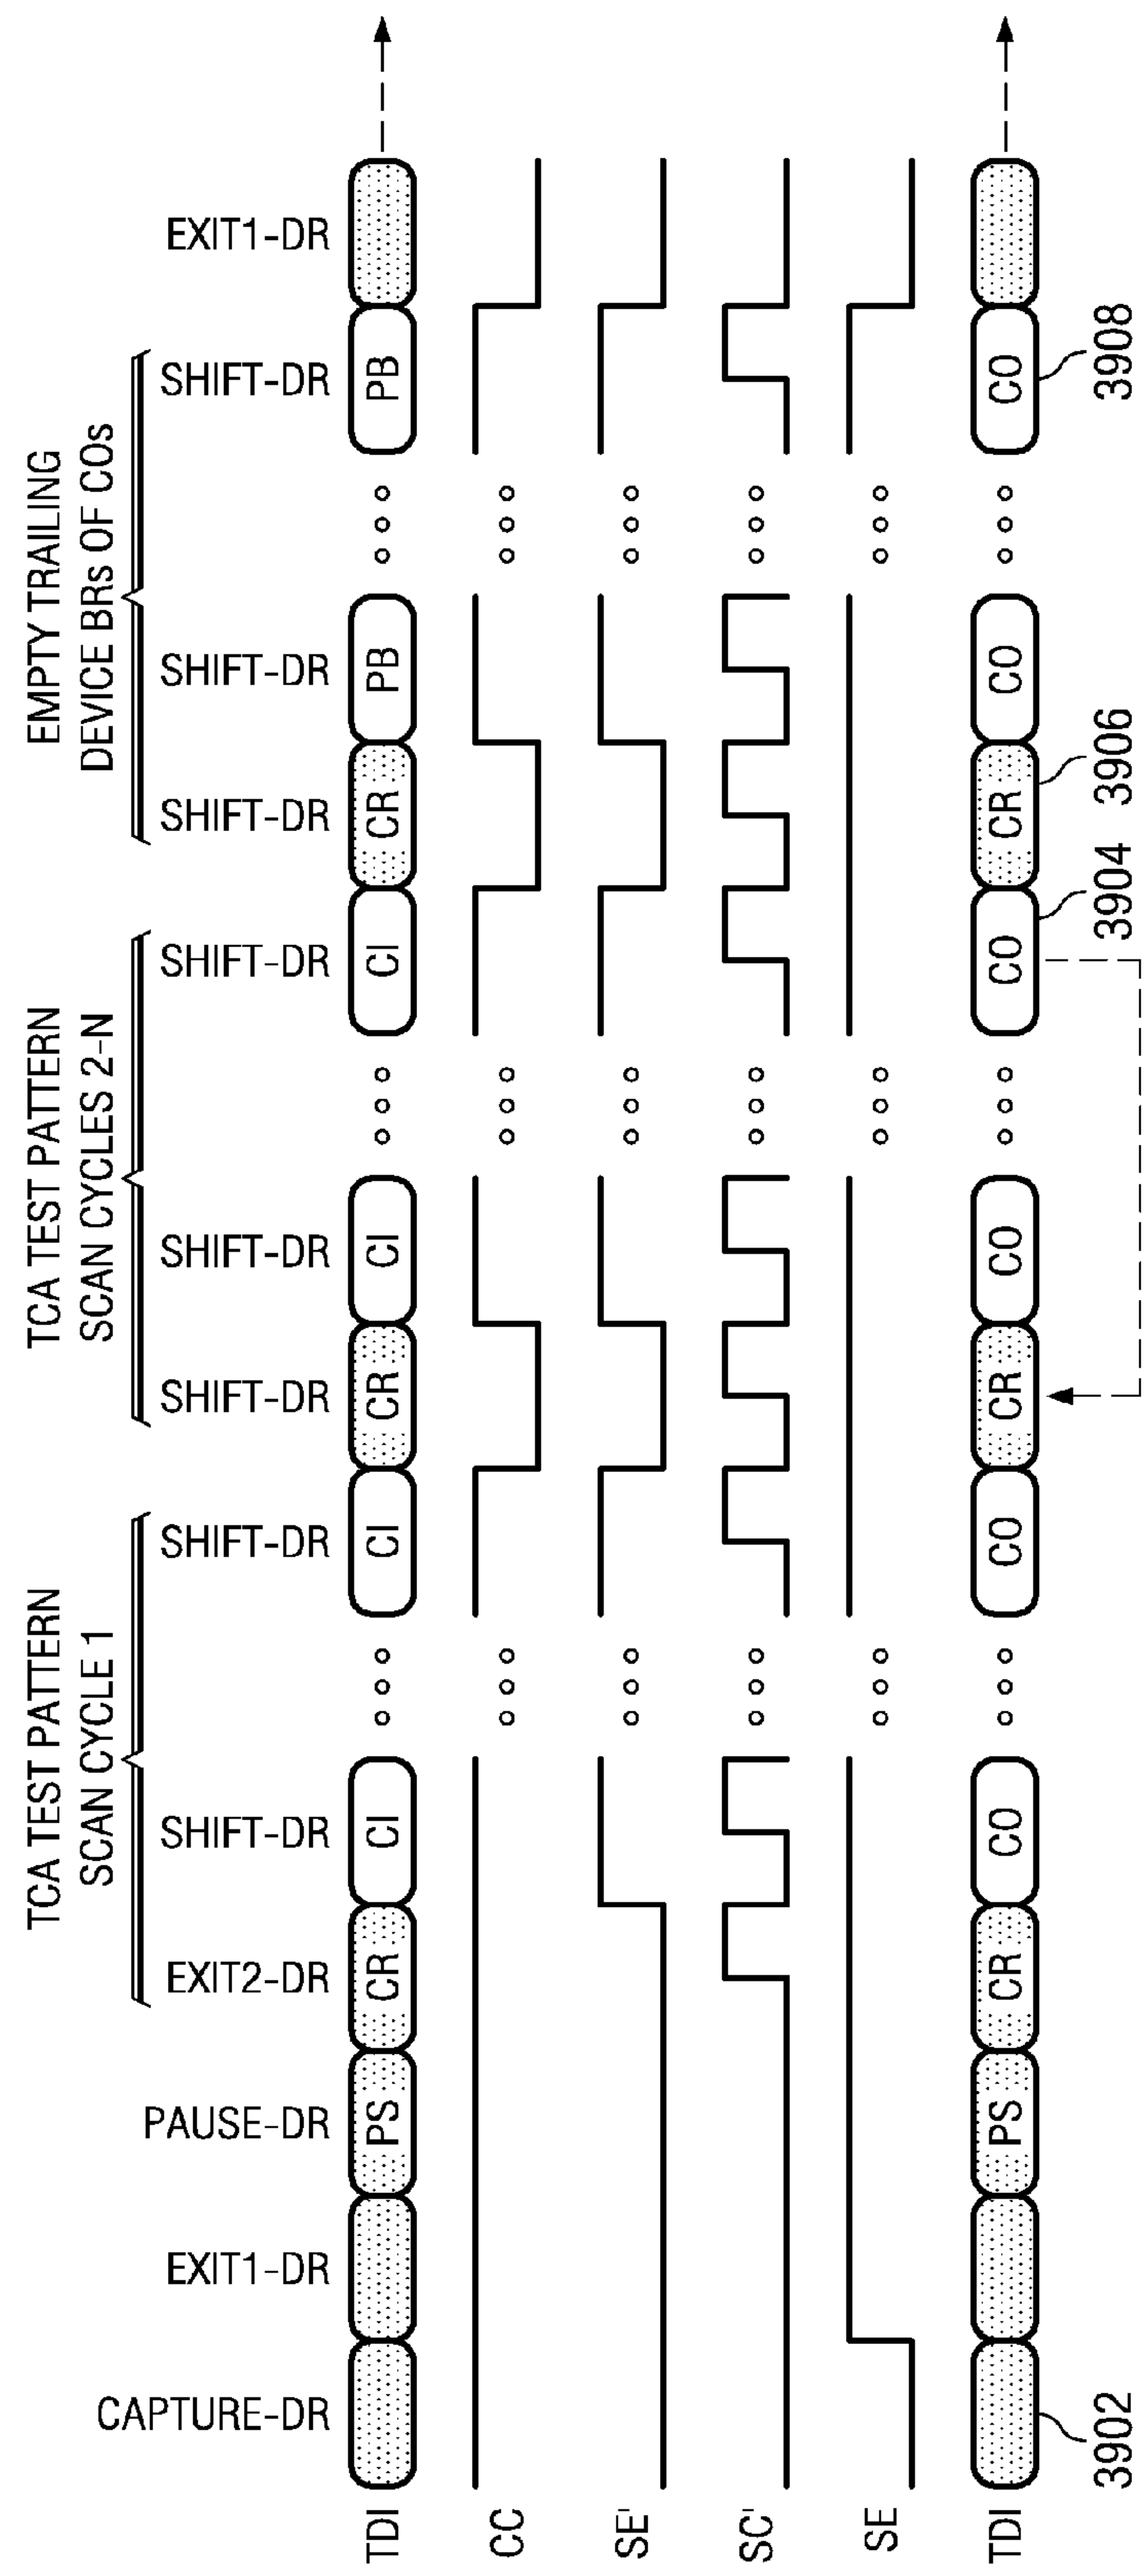 TCA TEST PATTERN
SCAN CYCLE 1
TCA TEST PATTERN
SCAN CYCLES 2-N
EMPTY TRAILING
DEVICE BRs OF COs
CAPTURE-DR
EXIT1-DR
PAUSE-DR
EXIT2-DR
SHIFT-DR
SHIFT-DR
SHIFT-DR
SHIFT-DR
SHIFT-DR
SHIFT-DR
SHIFT-DR
SHIFT-DR
EXIT1-DR
TDI PS CR CI CI CR CI CI CR PB PB
CC
SE'
SC'
SE
TDI PS CR CO CO CR CO CO CR CO CO
3902
3904
3906
3908